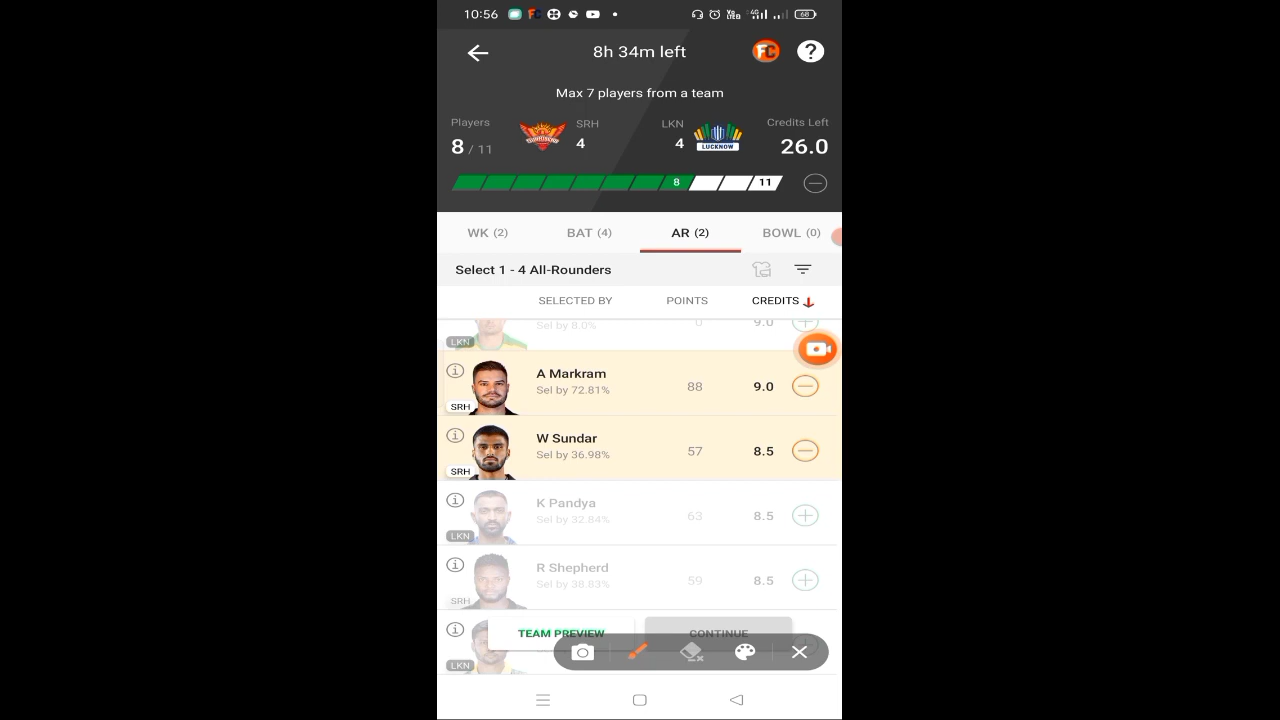 10:56
68
8h 34m left
FC
?
Max 7 players from a team
Players
8 / 11
SRH
4
LKN
4
LUCKNOW
Credits Left
26.0
8
11
WK (2)
BAT (4)
AR (2)
BOWL (0)
Select 1 - 4 All-Rounders
SELECTED BY
POINTS
CREDITS
Sel by 8.0%
0
9.0
LKN
A Markram
Sel by 72.81%
88
9.0
SRH
W Sundar
Sel by 36.98%
57
8.5
SRH
K Pandya
Sel by 32.84%
63
8.5
LKN
R Shepherd
Sel by 38.83%
59
8.5
SRH
TEAM PREVIEW
CONTINUE
LKN